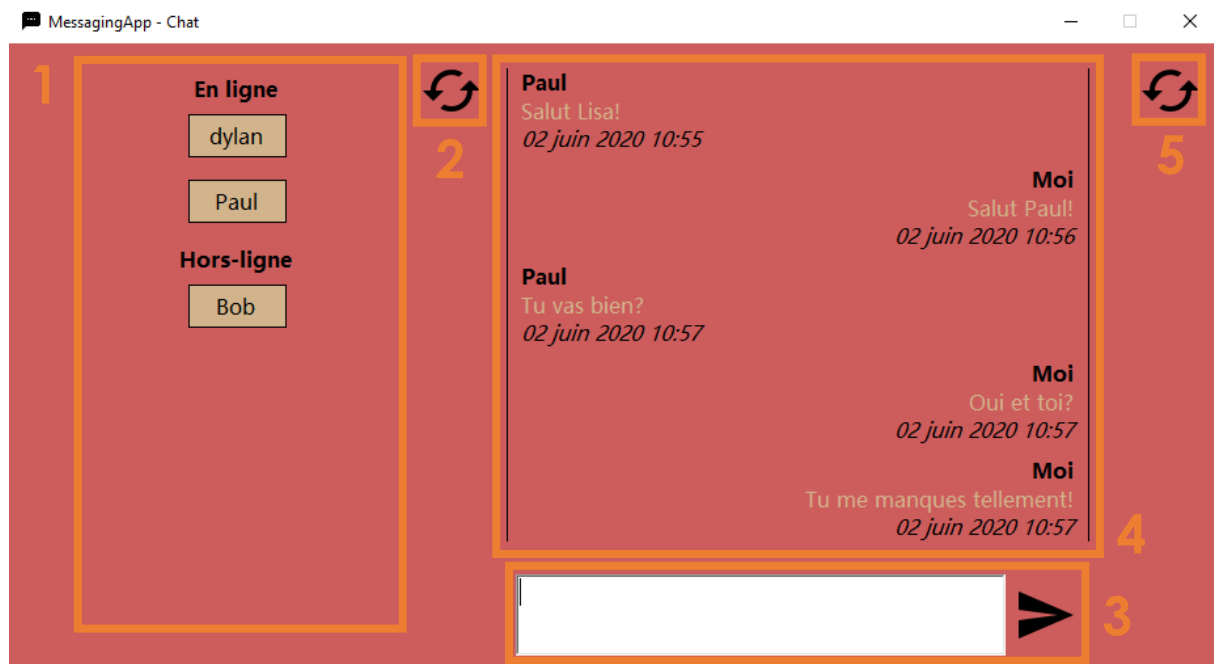 MessagingApp - Chat
1
En ligne
dylan
Paul
Hors-ligne
Bob
2
Paul
Salut Lisa!
02 juin 2020 10:55
Moi
Salut Paul!
02 juin 2020 10:56
Paul
Tu vas bien?
02 juin 2020 10:57
Moi
Oui et toi?
02 juin 2020 10:57
Moi
Tu me manques tellement!
02 juin 2020 10:57
5
4
3